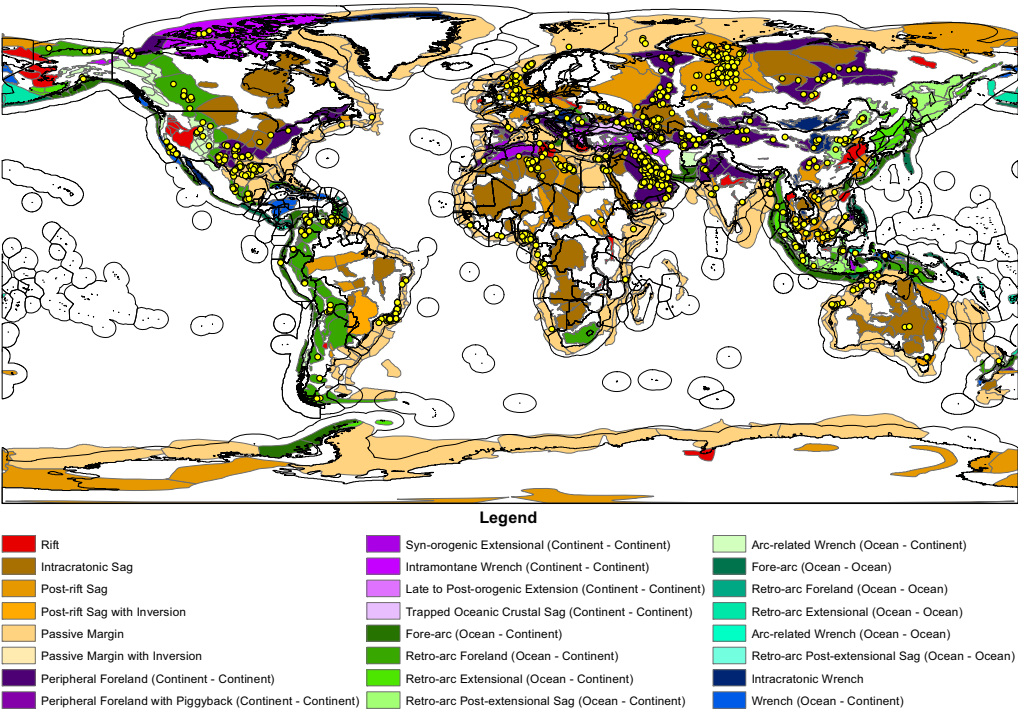 Legend
Rift
Intracratonic Sag
Post-rift Sag
Post-rift Sag with Inversion
Passive Margin
Passive Margin with Inversion
Peripheral Foreland (Continent - Continent)
Peripheral Foreland with Piggyback (Continent - Continent)
Syn-orogenic Extensional (Continent - Continent)
Intramontane Wrench (Continent - Continent)
Late to Post-orogenic Extension (Continent - Continent)
Trapped Oceanic Crustal Sag (Continent - Continent)
Fore-arc (Ocean - Continent)
Retro-arc Foreland (Ocean - Continent)
Retro-arc Extensional (Ocean - Continent)
Retro-arc Post-extensional Sag (Ocean - Continent)
Arc-related Wrench (Ocean - Continent)
Fore-arc (Ocean - Ocean)
Retro-arc Foreland (Ocean - Ocean)
Retro-arc Extensional (Ocean - Ocean)
Arc-related Wrench (Ocean - Ocean)
Retro-arc Post-extensional Sag (Ocean - Ocean)
Intracratonic Wrench
Wrench (Ocean - Continent)